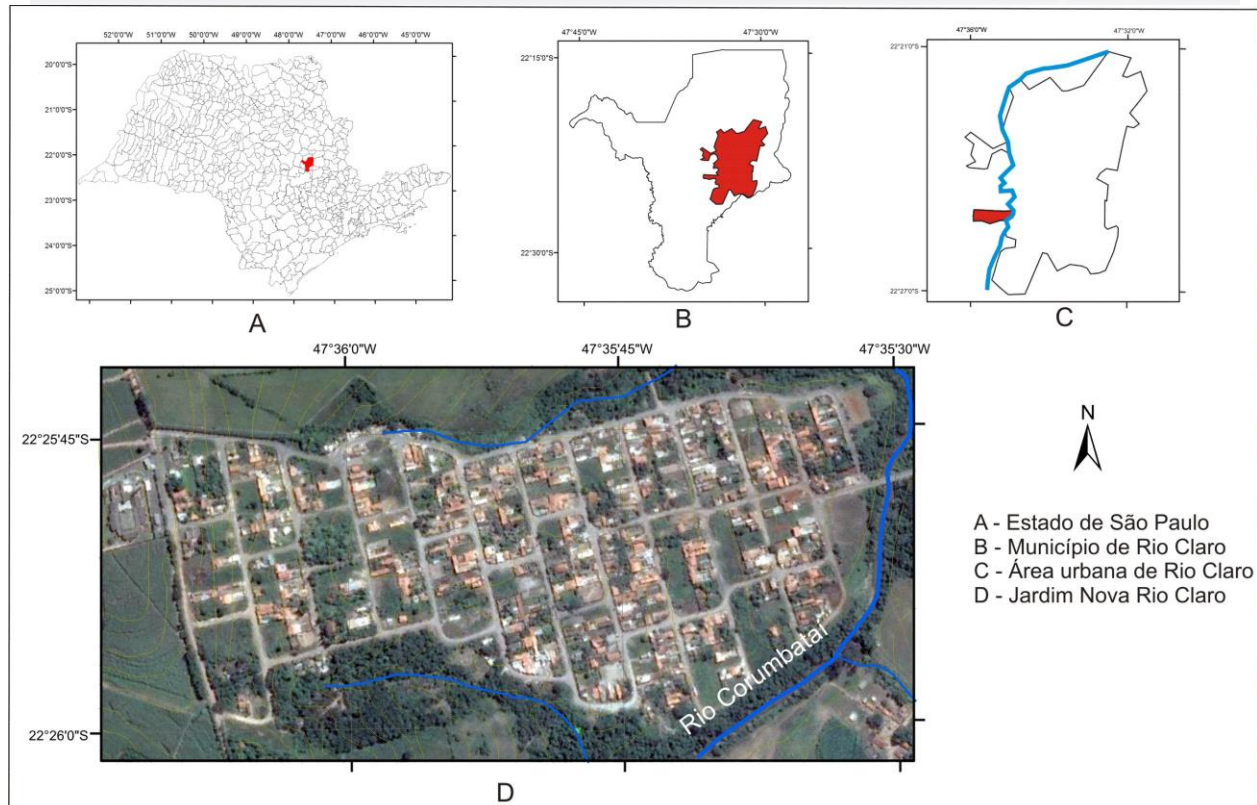 52°0'0"W 51°0'0"W 50°0'0"W 49°0'0"W 48°0'0"W 47°0'0"W 46°0'0"W 45°0'0"W
20°0'0"S
21°0'0"S
22°0'0"S
23°0'0"S
24°0'0"S
25°0'0"S
A
47°45'0"W 47°30'0"W
22°15'0"S
22°30'0"S
B
47°36'0"W 47°32'0"W
22°21'0"S
22°27'0"S
C
47°36'0"W 47°35'45"W 47°35'30"W
22°25'45"S
22°26'0"S
Rio Corumbataí
D
N
A - Estado de São Paulo
B - Município de Rio Claro
C - Área urbana de Rio Claro
D - Jardim Nova Rio Claro